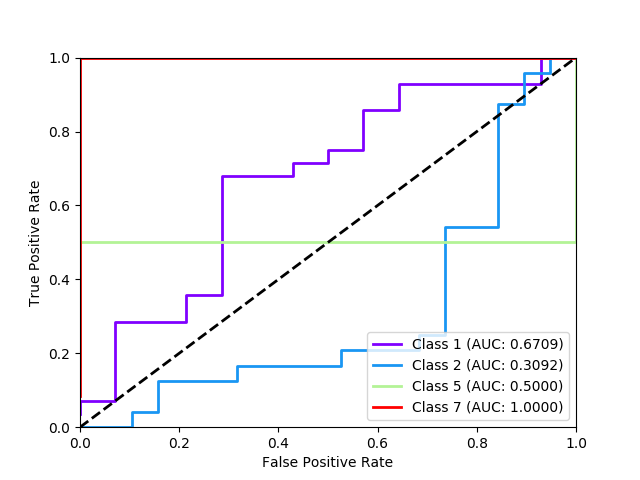 1.0
0.8
0.6
0.4
0.2
0.0
True Positive Rate
Class 1 (AUC: 0.6709)
Class 2 (AUC: 0.3092)
Class 5 (AUC: 0.5000)
Class 7 (AUC: 1.0000)
0.0 0.2 0.4 0.6 0.8 1.0
False Positive Rate